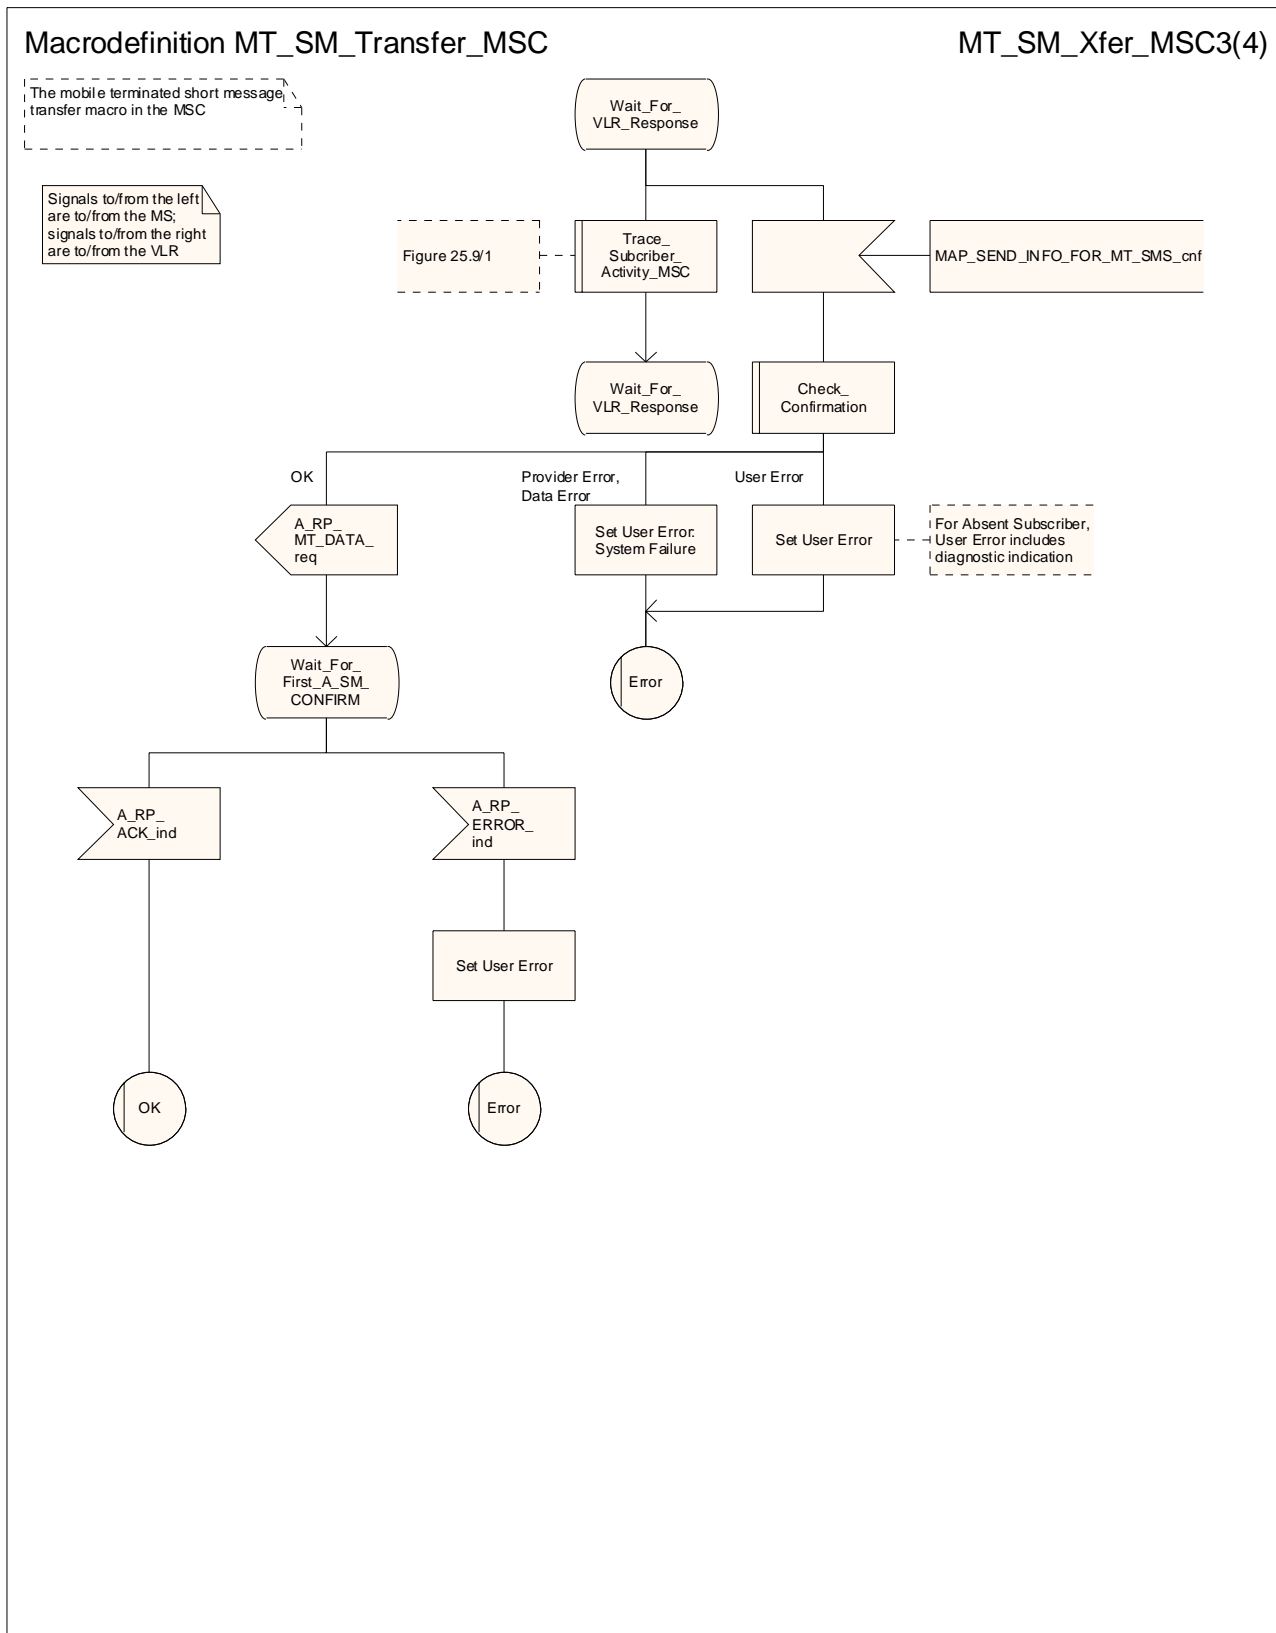 Macrodefinition MT_SM_Transfer_MSC
MT_SM_Xfer_MSC3(4)
The mobile terminated short message
transfer macro in the MSC
Wait_For_
VLR_Response
Signals to/from the left
are to/from the MS;
signals to/from the right
are to/from the VLR
Figure 25.9/1
Trace_
Subcriber_
Activity_MSC
MAP_SEND_INFO_FOR_MT_SMS_cnf
Wait_For_
VLR_Response
Check_
Confirmation
OK
Provider Error,
Data Error
User Error
A_RP_
MT_DATA_
req
Set User Error:
System Failure
Set User Error
For Absent Subscriber,
User Error includes
diagnostic indication
Wait_For_
First_A_SM_
CONFIRM
Error
A_RP_
ACK_ind
A_RP_
ERROR_
ind
Set User Error
OK
Error